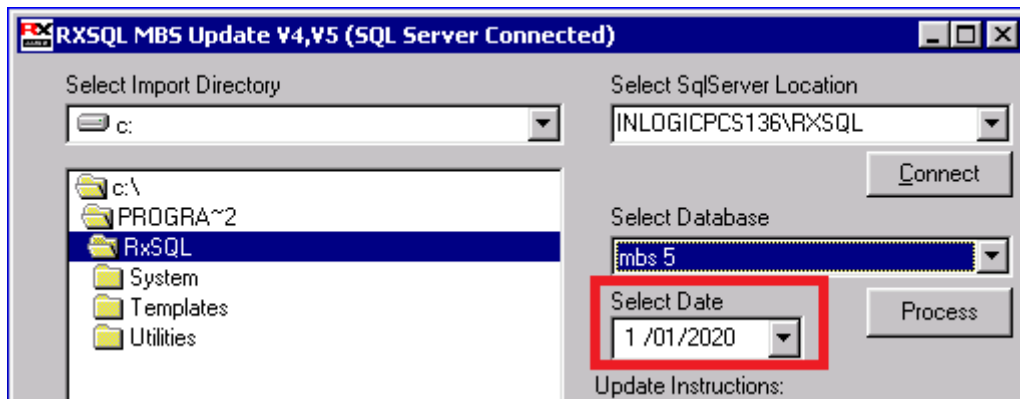 RX RXSQL MBS Update V4,V5 (SQL Server Connected)
Select Import Directory
c:
c:\
PROGRA~2
RxSQL
System
Templates
Utilities
Select SqlServer Location
INLOGICPCS136\RXSQL
Connect
Select Database
mbs 5
Select Date
1 /01/2020
Process
Update Instructions: